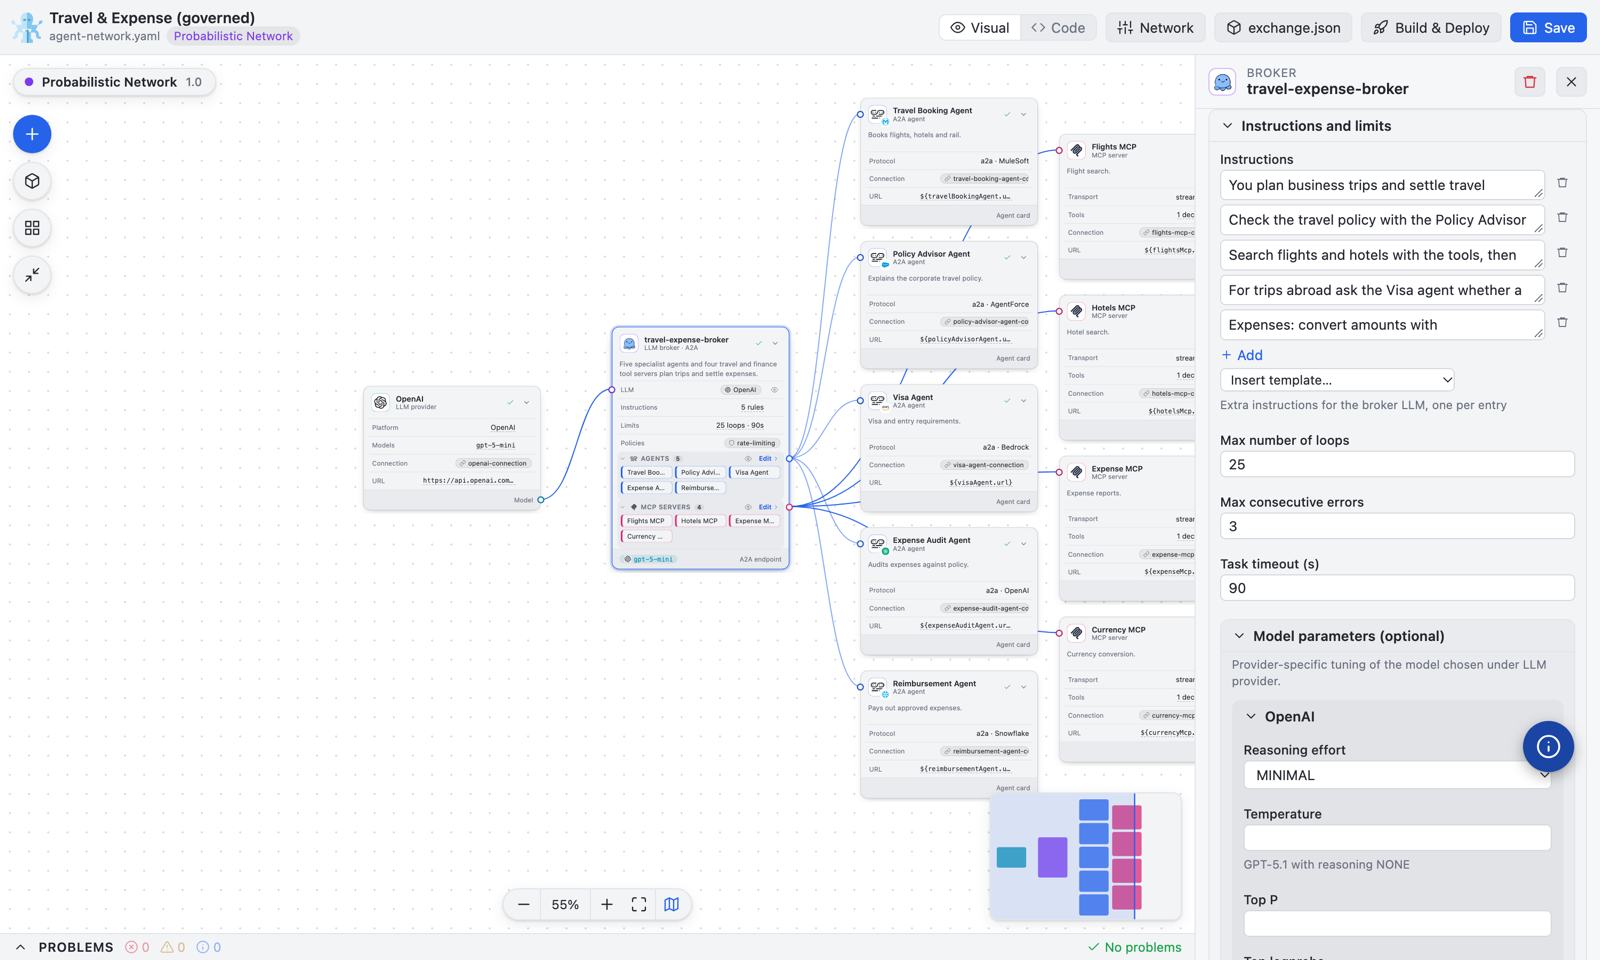 Travel & Expense (governed)
agent-network.yaml
Probabilistic Network
Visual
Code
Network
exchange.json
Build & Deploy
Save
Probabilistic Network 1.0
OpenAI
LLM provider
Platform OpenAI
Models gpt-5-mini
Connection openai-connection
URL https://api.openai.com…
Model
travel-expense-broker
LLM broker · A2A
Five specialist agents and four travel and finance
tool servers plan trips and settle expenses.
LLM OpenAI
Instructions 5 rules
Limits 25 loops · 90s
Policies rate-limiting
AGENTS 5 Edit
Travel Boo… Policy Advi… Visa Agent
Expense A… Reimburse…
MCP SERVERS 4 Edit
Flights MCP Hotels MCP Expense M…
Currency …
gpt-5-mini A2A endpoint
Travel Booking Agent
A2A agent
Books flights, hotels and rail.
Protocol a2a · MuleSoft
Connection travel-booking-agent-co
URL ${travelBookingAgent.u…
Agent card
Policy Advisor Agent
A2A agent
Explains the corporate travel policy.
Protocol a2a · AgentForce
Connection policy-advisor-agent-co
URL ${policyAdvisorAgent.u…
Agent card
Visa Agent
A2A agent
Visa and entry requirements.
Protocol a2a · Bedrock
Connection visa-agent-connection
URL ${visaAgent.url}
Agent card
Expense Audit Agent
A2A agent
Audits expenses against policy.
Protocol a2a · OpenAI
Connection expense-audit-agent-co
URL ${expenseAuditAgent.ur…
Agent card
Reimbursement Agent
A2A agent
Pays out approved expenses.
Protocol a2a · Snowflake
Connection reimbursement-agent-c
URL ${reimbursementAgent.u…
Agent card
Flights MCP
MCP server
Flight search.
Transport strea
Tools 1 dec
Connection flights-mcp-c
URL ${flightsMcp.
Hotels MCP
MCP server
Hotel search.
Transport strea
Tools 1 dec
Connection hotels-mcp-c
URL ${hotelsMcp.
Expense MCP
MCP server
Expense reports.
Transport strea
Tools 1 dec
Connection expense-mcp
URL ${expenseMcp.
Currency MCP
MCP server
Currency conversion.
Transport strea
Tools 1 dec
Connection currency-mcp
URL ${currencyMcp.
55%
PROBLEMS 0 0 0
No problems
BROKER
travel-expense-broker
Instructions and limits
Instructions
You plan business trips and settle travel
Check the travel policy with the Policy Advisor
Search flights and hotels with the tools, then
For trips abroad ask the Visa agent whether a
Expenses: convert amounts with
+ Add
Insert template...
Extra instructions for the broker LLM, one per entry
Max number of loops
25
Max consecutive errors
3
Task timeout (s)
90
Model parameters (optional)
Provider-specific tuning of the model chosen under LLM
provider.
OpenAI
Reasoning effort
MINIMAL
Temperature
GPT-5.1 with reasoning NONE
Top P